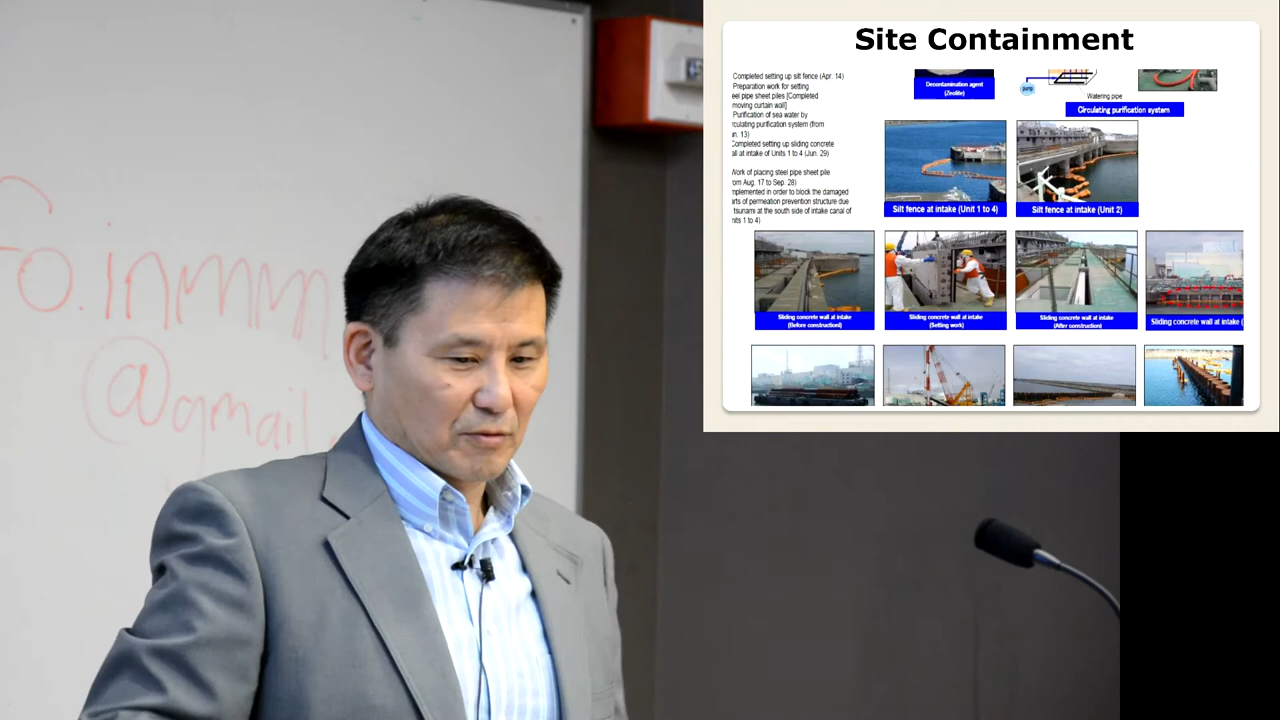 Site Containment
Completed setting up silt fence (Apr. 14)
Preparation work for setting
eel pipe sheet piles [Completed
moving curtain wall]
Purification of sea water by
rculating purification system (from
un. 13)
Completed setting up sliding concrete
all at intake of Units 1 to 4 (Jun. 29)
Work of placing steel pipe sheet pile
rom Aug. 17 to Sep. 28)
mplemented in order to block the damaged
arts of permeation prevention structure due
tsunami at the south side of intake canal of
nits 1 to 4)
Decontamination agent
(Zeolite)
pump
Watering pipe
Circulating purification system
Silt fence at intake (Unit 1 to 4)
Silt fence at intake (Unit 2)
Sliding concrete wall at intake
(Before construction)
Sliding concrete wall at intake
(Setting work)
Sliding concrete wall at intake
(After construction)
Sliding concrete wall at intake (
@gmail